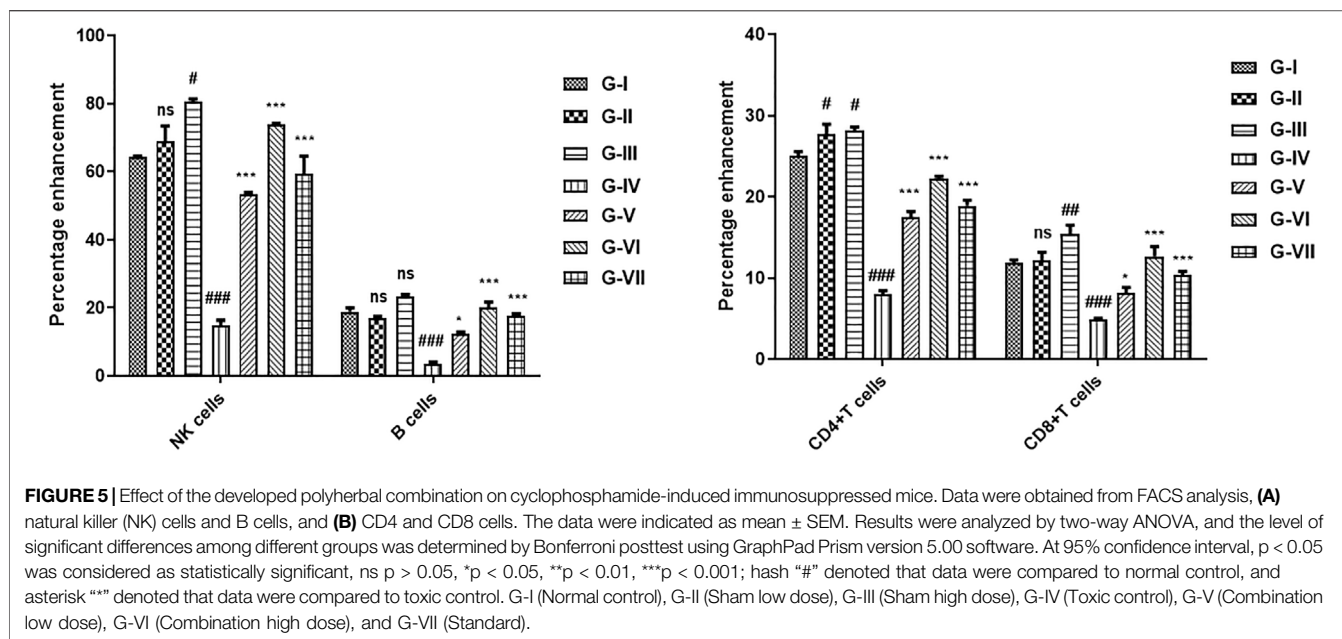 100
80
60
40
20
0
Percentage enhancement
ns
#
###
***
***
***
ns
ns
###
*
***
***
NK cells
B cells
G-I
G-II
G-III
G-IV
G-V
G-VI
G-VII
40
30
20
10
0
Percentage enhancement
#
#
###
***
***
***
ns
##
###
*
***
***
CD4+T cells
CD8+T cells
G-I
G-II
G-III
G-IV
G-V
G-VI
G-VII
FIGURE 5 | Effect of the developed polyherbal combination on cyclophosphamide-induced immunosuppressed mice. Data were obtained from FACS analysis, (A)
natural killer (NK) cells and B cells, and (B) CD4 and CD8 cells. The data were indicated as mean ± SEM. Results were analyzed by two-way ANOVA, and the level of
significant differences among different groups was determined by Bonferroni posttest using GraphPad Prism version 5.00 software. At 95% confidence interval, p < 0.05
was considered as statistically significant, ns p > 0.05, *p < 0.05, **p < 0.01, ***p < 0.001; hash “#” denoted that data were compared to normal control, and
asterisk “*” denoted that data were compared to toxic control. G-I (Normal control), G-II (Sham low dose), G-III (Sham high dose), G-IV (Toxic control), G-V (Combination
low dose), G-VI (Combination high dose), and G-VII (Standard).